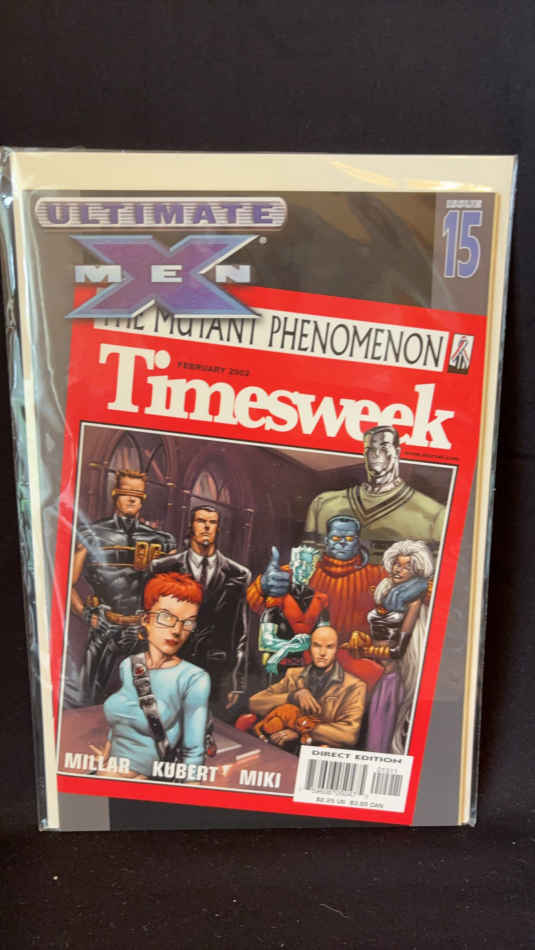 ULTIMATE
X
MEN
®
ISSUE
15
THE MUTANT PHENOMENON
FEBRUARY 2002
Timesweek
MILLAR KUBERT MIKI
DIRECT EDITION
$2.25 US $3.50 CAN